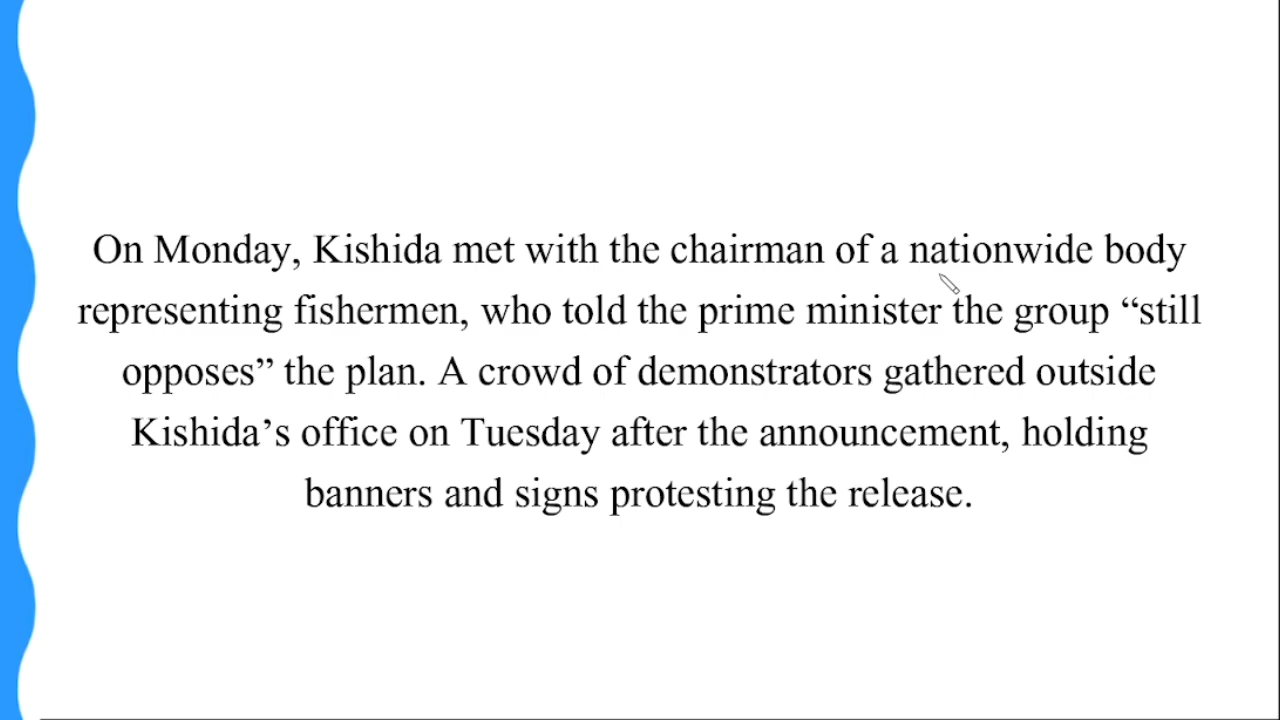 On Monday, Kishida met with the chairman of a nationwide body
representing fishermen, who told the prime minister the group “still
opposes” the plan. A crowd of demonstrators gathered outside
Kishida’s office on Tuesday after the announcement, holding
banners and signs protesting the release.